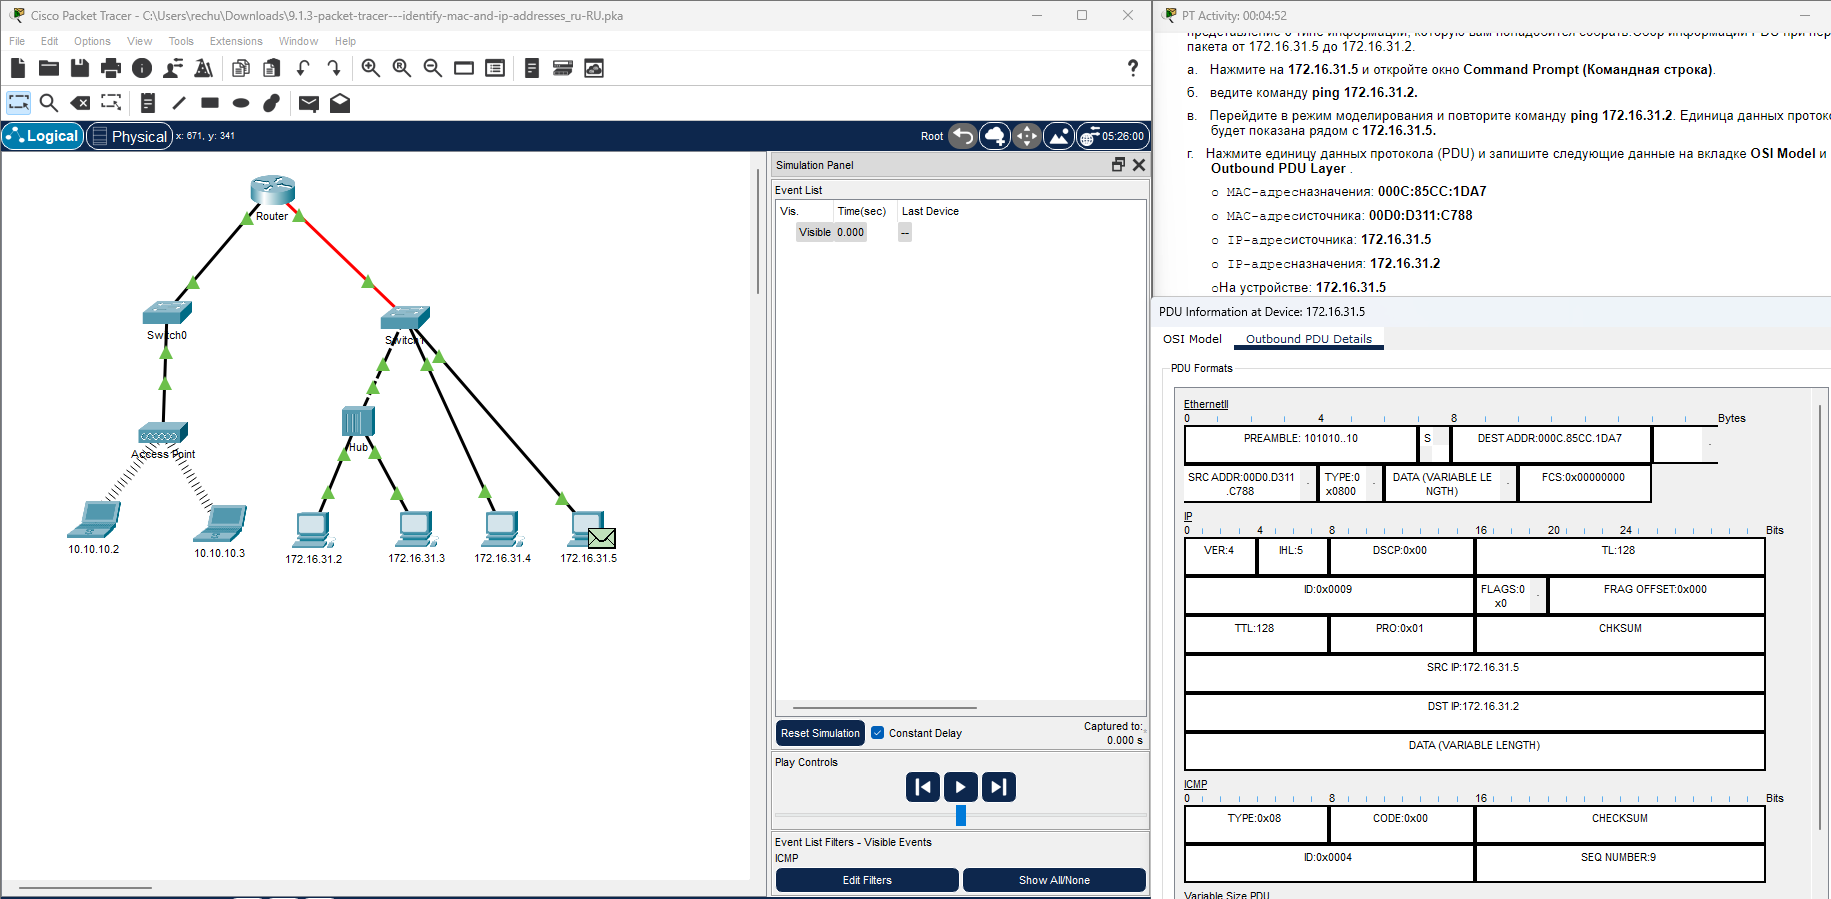 Cisco Packet Tracer - C:\Users\rechu\Downloads\9.1.3-packet-tracer---identify-mac-and-ip-addresses_ru-RU.pka
File Edit Options View Tools Extensions Window Help
?
Logical
Physical
x: 671, y: 341
Root
05:26:00
Router
Switch0
Switch1
Access Point
Hub
10.10.10.2
10.10.10.3
172.16.31.2
172.16.31.3
172.16.31.4
172.16.31.5
Simulation Panel
Event List
Vis. Time(sec) Last Device
Visible 0.000 --
Reset Simulation
Constant Delay
Captured to:
0.000 s
Play Controls
Event List Filters - Visible Events
ICMP
Edit Filters
Show All/None
PT Activity: 00:04:52
пакета от 172.16.31.5 до 172.16.31.2.
а. Нажмите на 172.16.31.5 и откройте окно Command Prompt (Командная строка).
б. ведите команду ping 172.16.31.2.
в. Перейдите в режим моделирования и повторите команду ping 172.16.31.2. Единица данных проток
будет показана рядом с 172.16.31.5.
г. Нажмите единицу данных протокола (PDU) и запишите следующие данные на вкладке OSI Model и
Outbound PDU Layer .
o MAC-адресназначения: 000C:85CC:1DA7
o MAC-адресисточника: 00D0:D311:C788
o IP-адресисточника: 172.16.31.5
o IP-адресназначения: 172.16.31.2
oНа устройстве: 172.16.31.5
PDU Information at Device: 172.16.31.5
OSI Model
Outbound PDU Details
PDU Formats
EthernetII
0 4 8 Bytes
PREAMBLE: 101010..10
S
DEST ADDR:000C.85CC.1DA7
SRC ADDR:00D0.D311
.C788
TYPE:0
x0800
DATA (VARIABLE LE
NGTH)
FCS:0x00000000
IP
0 4 8 16 20 24 Bits
VER:4
IHL:5
DSCP:0x00
TL:128
ID:0x0009
FLAGS:0
x0
FRAG OFFSET:0x000
TTL:128
PRO:0x01
CHKSUM
SRC IP:172.16.31.5
DST IP:172.16.31.2
DATA (VARIABLE LENGTH)
ICMP
0 8 16 Bits
TYPE:0x08
CODE:0x00
CHECKSUM
ID:0x0004
SEQ NUMBER:9
Variable Size PDU